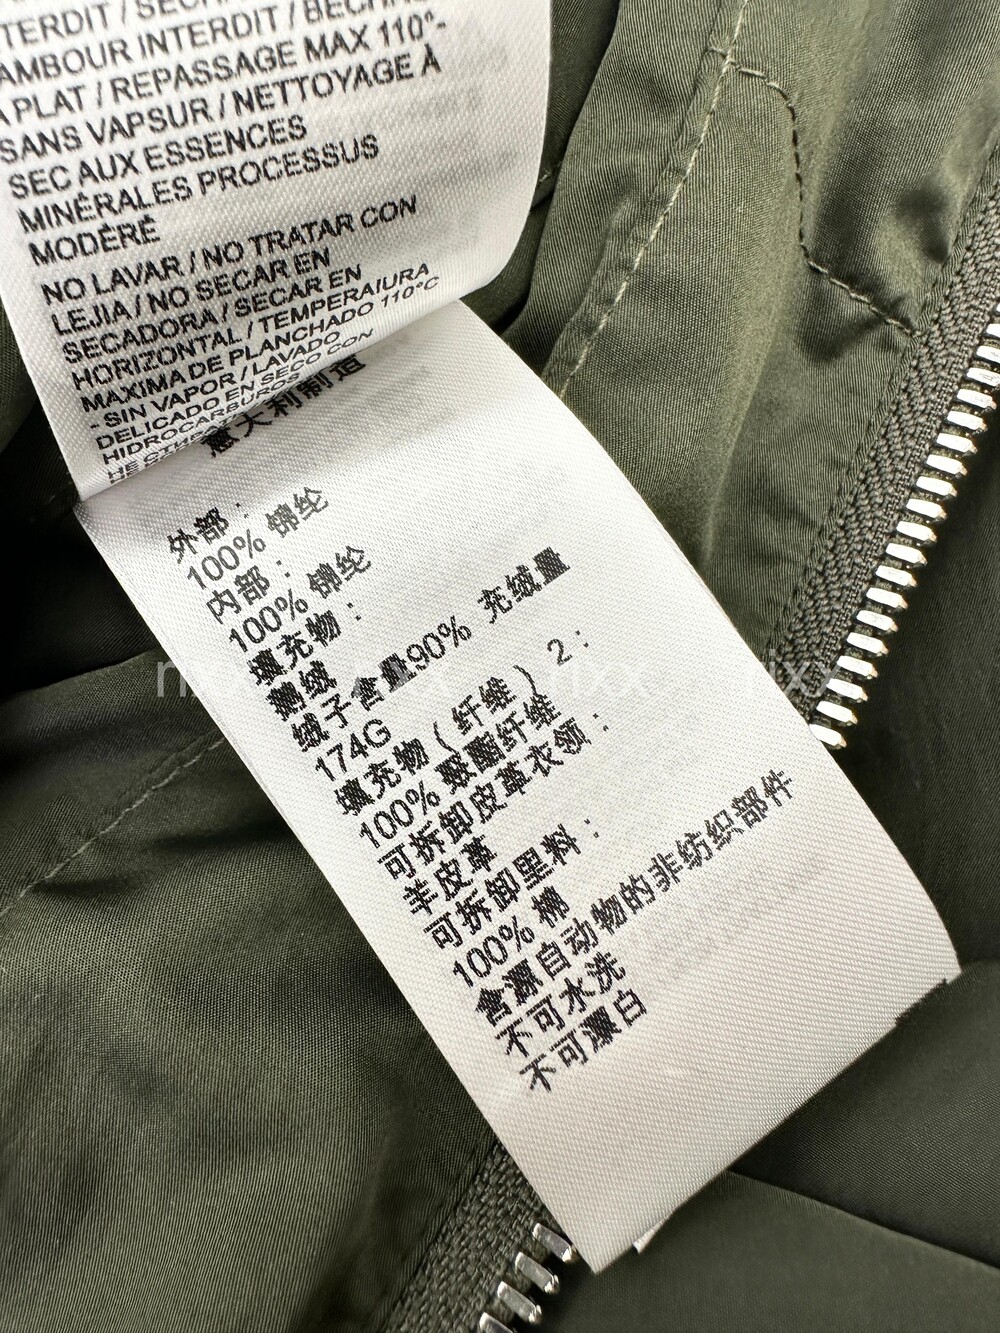 TERDIT / SÉCH
AMBOUR INTERDIT / BLANCHI
À PLAT / REPASSAGE MAX 110°-
SANS VAPSUR / NETTOYAGE À
SEC AUX ESSENCES
MINÉRALES PROCESSUS
MODÉRÉ
NO LAVAR / NO TRATAR CON
LEJIA / NO SECAR EN
SECADORA / SECAR EN
HORIZONTAL / TEMPERAIURA
MAXIMA DE PLANCHADO 110°C
- SIN VAPOR / LAVADO
DELICADO EN SECO CON
HIDROCARBUROS
意大利制造
外部：
100% 锦纶
内部：
100% 锦纶
填充物：
鹅绒
绒子含量90% 充绒量
174G
填充物（纤维）2：
100% 聚酯纤维
可拆卸皮革衣领：
羊皮革
可拆卸里料：
100% 棉
含源自动物的非纺织部件
不可水洗
不可漂白